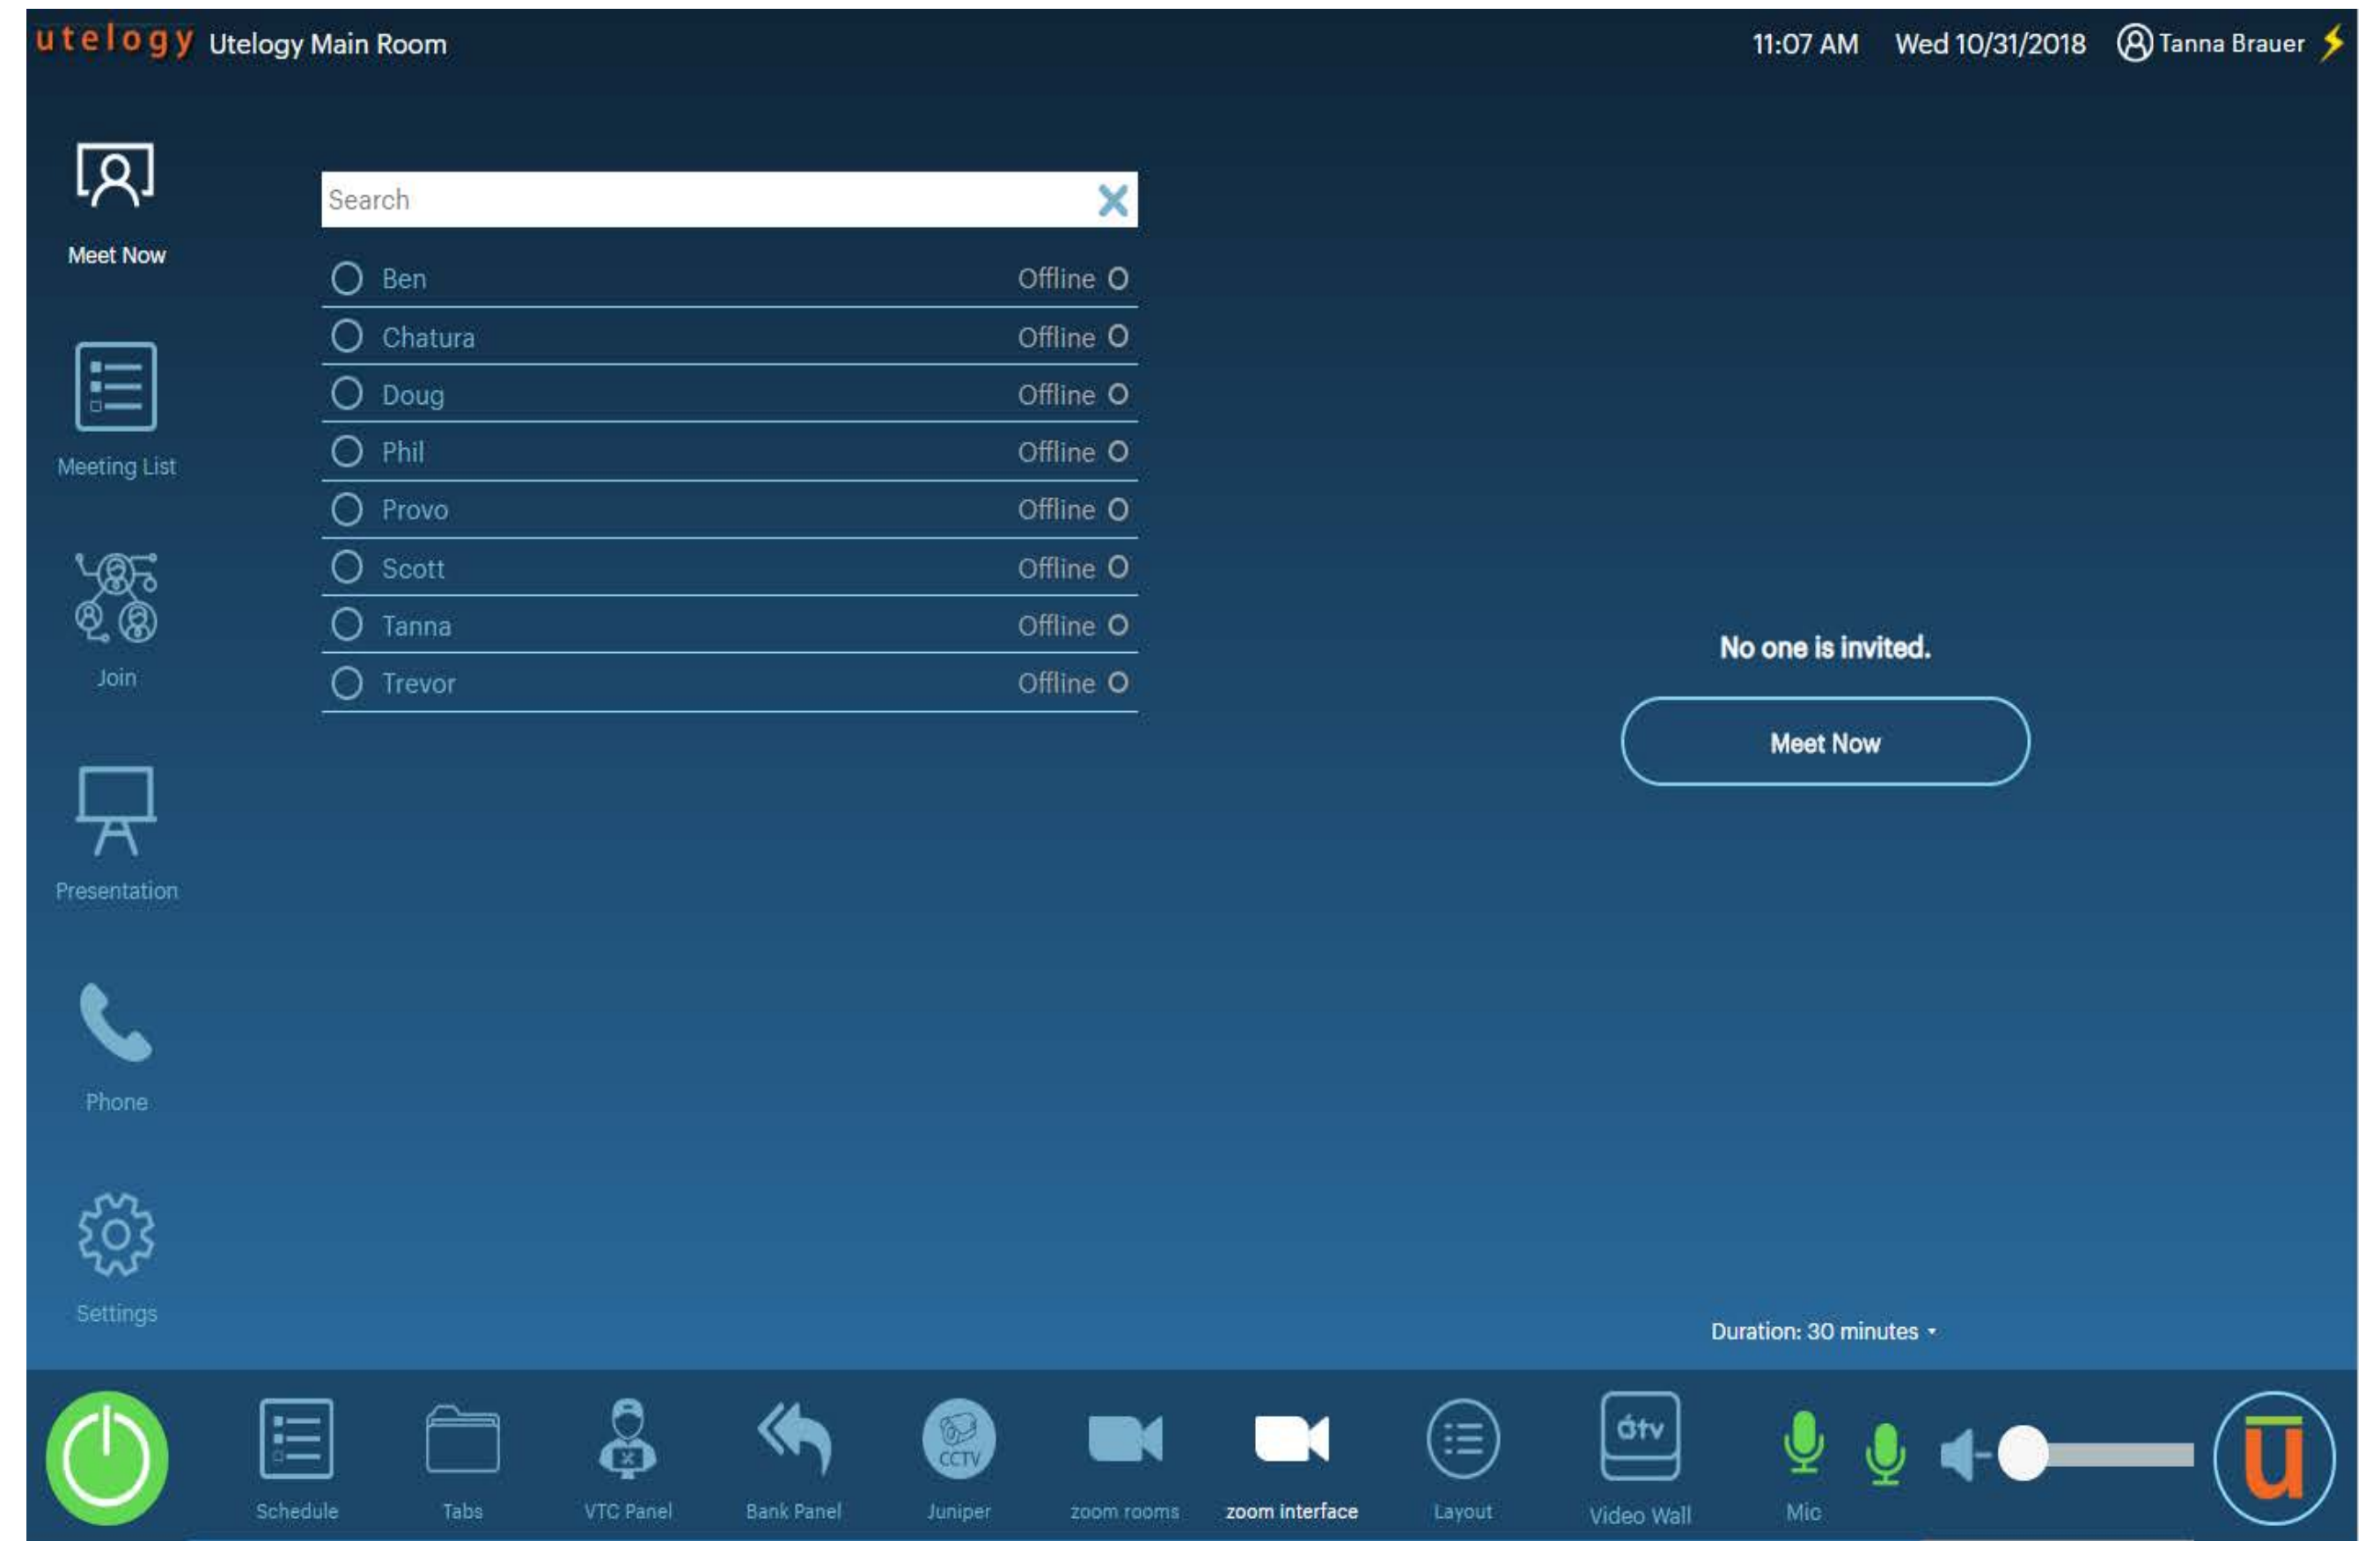 utelogy Utelogy Main Room 11:07 AM Wed 10/31/2018 Tanna Brauer
Meet Now
Meeting List
Join
Presentation
Phone
Settings
Search
Ben Offline
Chatura Offline
Doug Offline
Phil Offline
Provo Offline
Scott Offline
Tanna Offline
Trevor Offline
No one is invited.
Meet Now
Duration: 30 minutes
CCTV
tv
u
Schedule Tabs VTC Panel Bank Panel Juniper zoom rooms zoom interface Layout Video Wall Mic